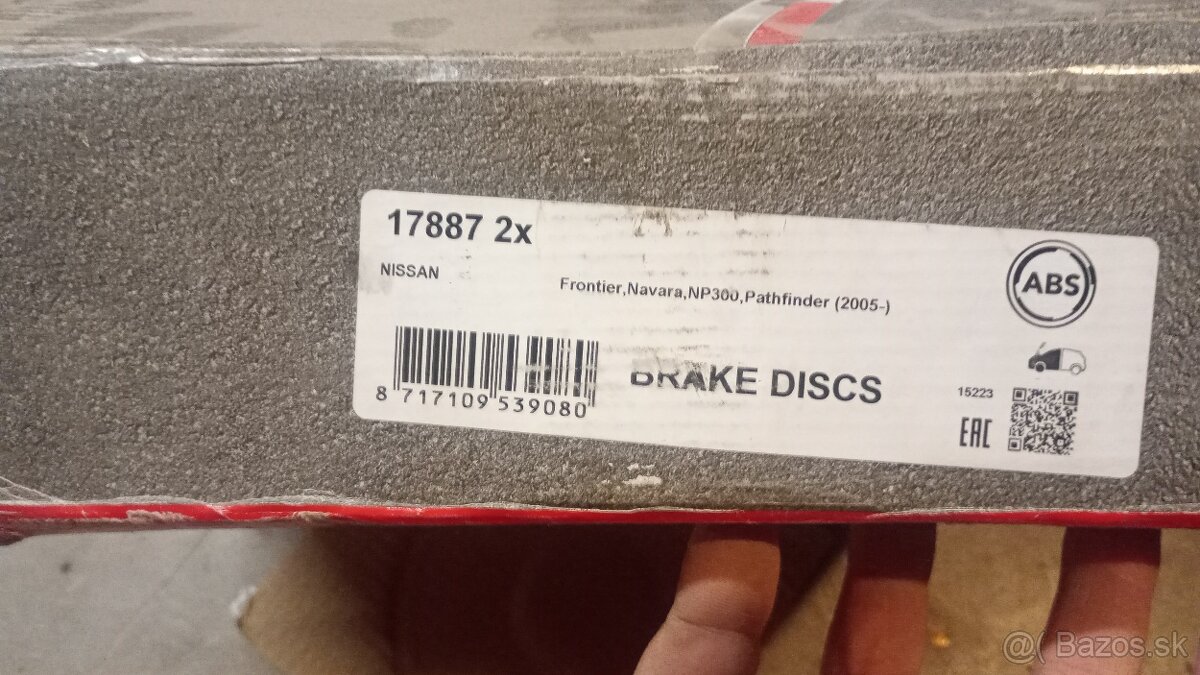 17887 2x
NISSAN
Frontier,Navara,NP300,Pathfinder (2005-)
ABS
8 717109 539080
BRAKE DISCS
15223
EAC
@( Bazos.sk